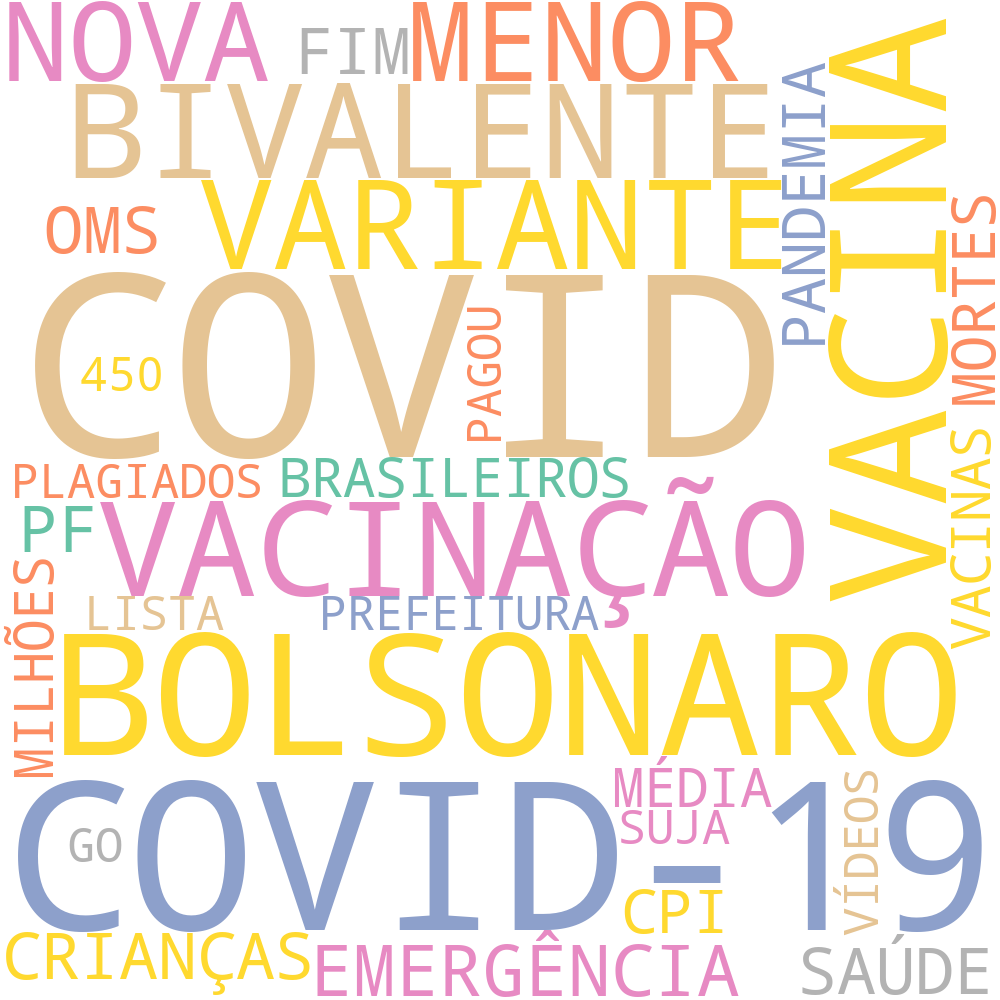 NOVA
FIM
MENOR
BIVALENTE
PANDEMIA
VACINA
OMS
VARIANTE
MORTES
COVID
450
PAGOU
PLAGIADOS
BRASILEIROS
VACINAS
PF
VACINAÇÃO
MILHÕES
LISTA
PREFEITURA
BOLSONARO
COVID-19
MÉDIA
SUJA
GO
VÍDEOS
CPI
CRIANÇAS
EMERGÊNCIA
SAÚDE